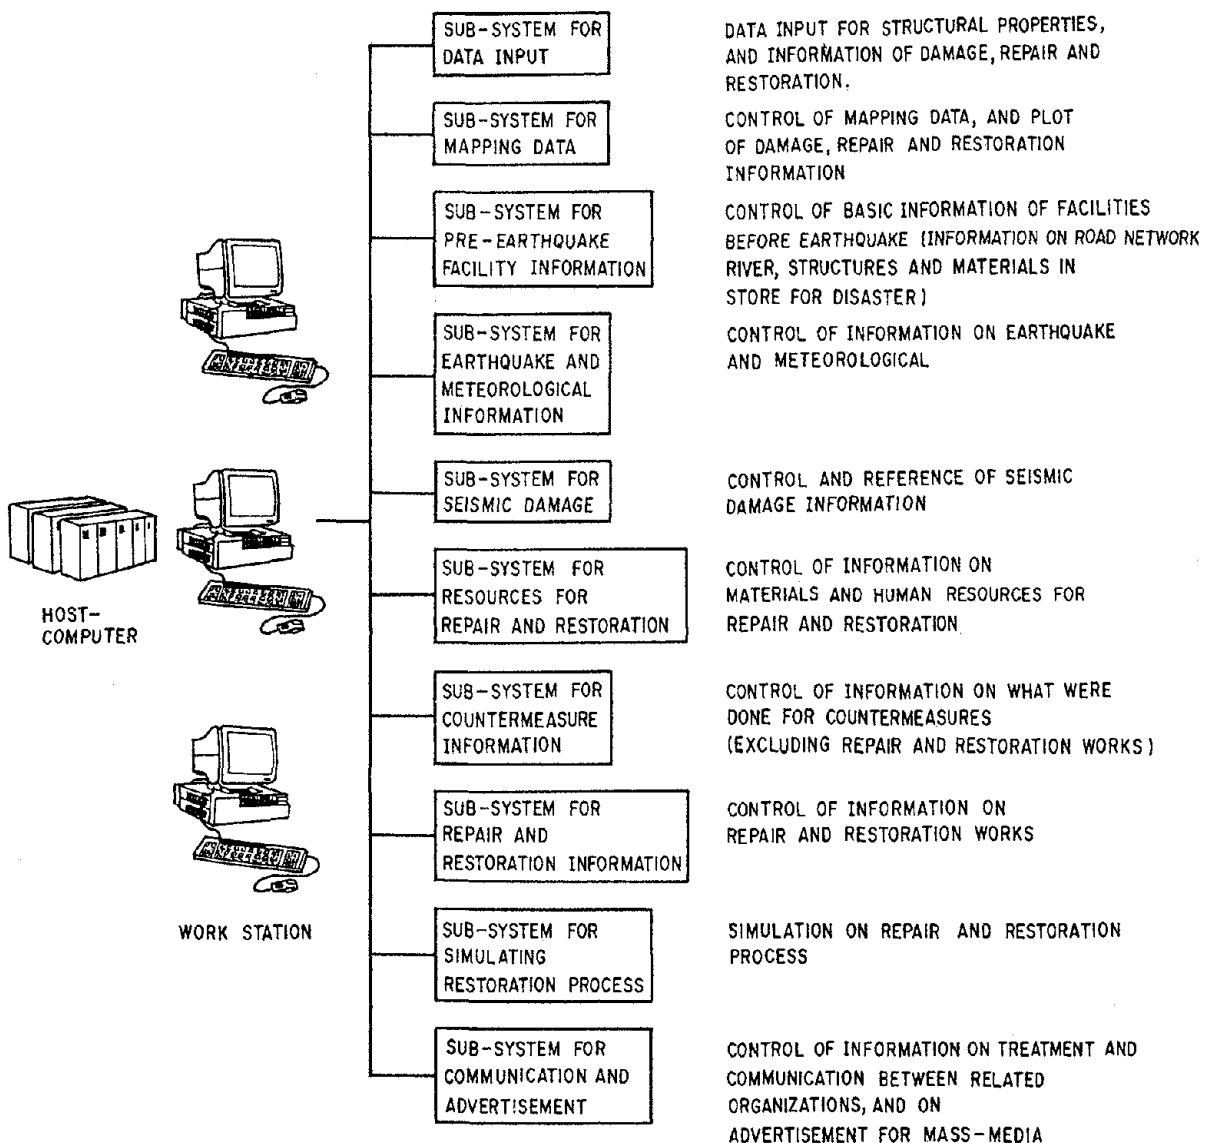 SUB-SYSTEM FOR
DATA INPUT
DATA INPUT FOR STRUCTURAL PROPERTIES,
AND INFORMATION OF DAMAGE, REPAIR AND
RESTORATION.
SUB-SYSTEM FOR
MAPPING DATA
CONTROL OF MAPPING DATA, AND PLOT
OF DAMAGE, REPAIR AND RESTORATION
INFORMATION
SUB-SYSTEM FOR
PRE-EARTHQUAKE
FACILITY INFORMATION
CONTROL OF BASIC INFORMATION OF FACILITIES
BEFORE EARTHQUAKE (INFORMATION ON ROAD NETWORK
RIVER, STRUCTURES AND MATERIALS IN
STORE FOR DISASTER)
SUB-SYSTEM FOR
EARTHQUAKE AND
METEOROLOGICAL
INFORMATION
CONTROL OF INFORMATION ON EARTHQUAKE
AND METEOROLOGICAL
SUB-SYSTEM FOR
SEISMIC DAMAGE
CONTROL AND REFERENCE OF SEISMIC
DAMAGE INFORMATION
SUB-SYSTEM FOR
RESOURCES FOR
REPAIR AND RESTORATION
CONTROL OF INFORMATION ON
MATERIALS AND HUMAN RESOURCES FOR
REPAIR AND RESTORATION
HOST-
COMPUTER
SUB-SYSTEM FOR
COUNTERMEASURE
INFORMATION
CONTROL OF INFORMATION ON WHAT WERE
DONE FOR COUNTERMEASURES
(EXCLUDING REPAIR AND RESTORATION WORKS)
SUB-SYSTEM FOR
REPAIR AND
RESTORATION INFORMATION
CONTROL OF INFORMATION ON
REPAIR AND RESTORATION WORKS
WORK STATION
SUB-SYSTEM FOR
SIMULATING
RESTORATION PROCESS
SIMULATION ON REPAIR AND RESTORATION
PROCESS
SUB-SYSTEM FOR
COMMUNICATION AND
ADVERTISEMENT
CONTROL OF INFORMATION ON TREATMENT AND
COMMUNICATION BETWEEN RELATED
ORGANIZATIONS, AND ON
ADVERTISEMENT FOR MASS-MEDIA